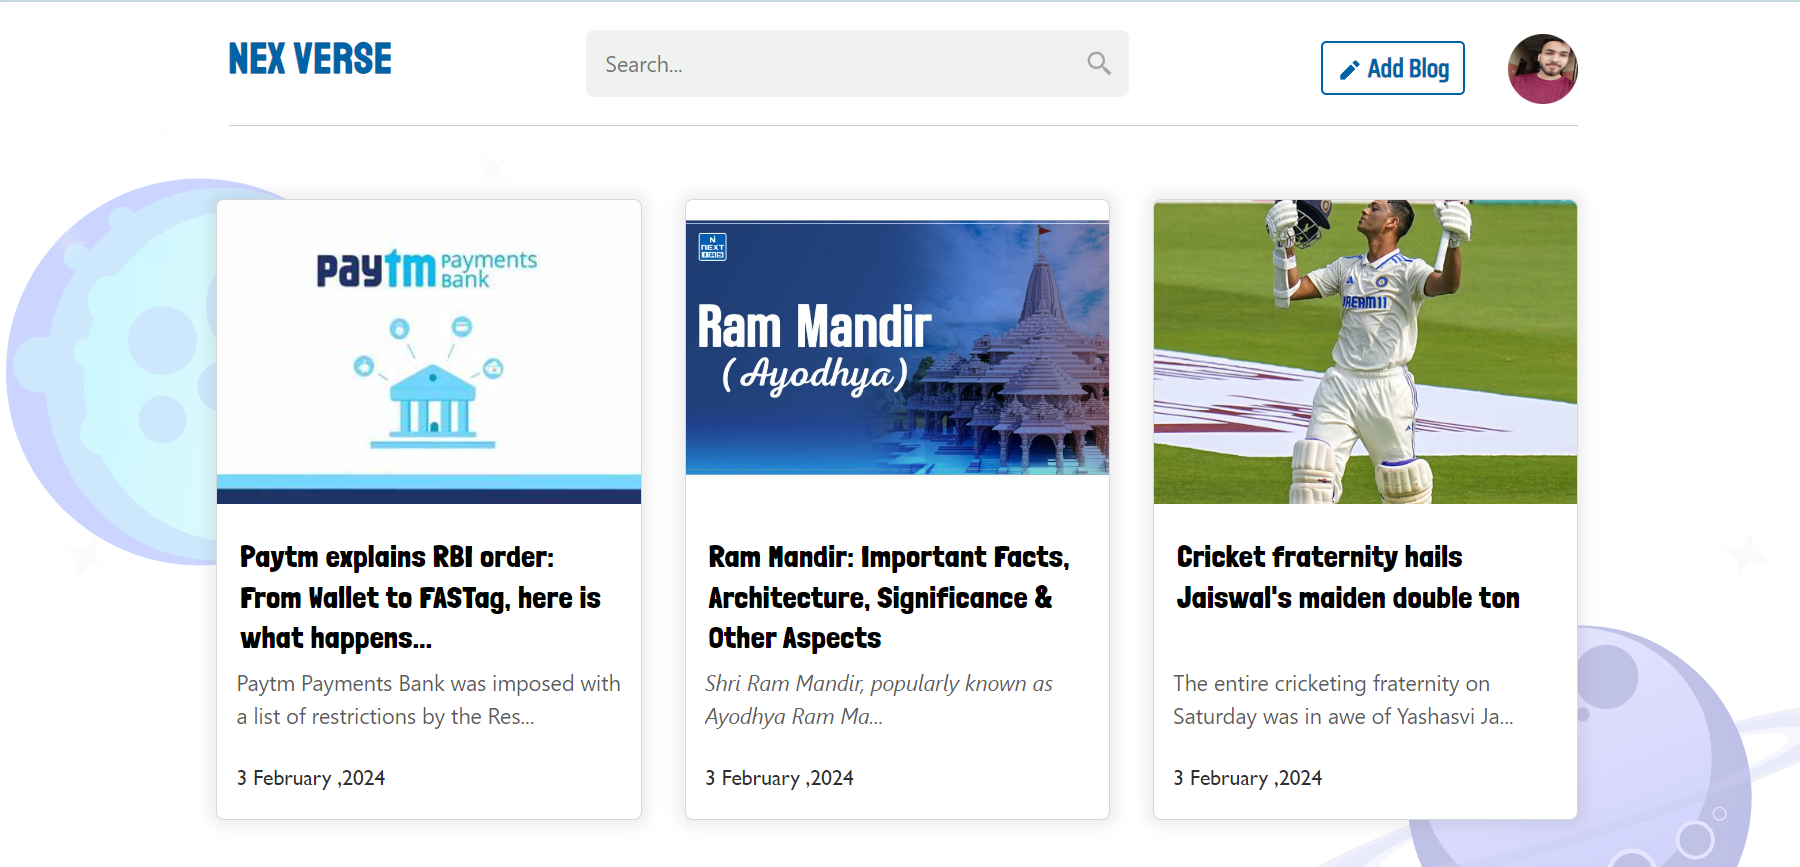 NEX VERSE
Search...
Add Blog
paytm Payments Bank
N
NEXT
IAS
Ram Mandir
(Ayodhya)
DREAM11
Paytm explains RBI order:
From Wallet to FASTag, here is
what happens...
Paytm Payments Bank was imposed with
a list of restrictions by the Res...
3 February ,2024
Ram Mandir: Important Facts,
Architecture, Significance &
Other Aspects
Shri Ram Mandir, popularly known as
Ayodhya Ram Ma...
3 February ,2024
Cricket fraternity hails
Jaiswal's maiden double ton
The entire cricketing fraternity on
Saturday was in awe of Yashasvi Ja...
3 February ,2024